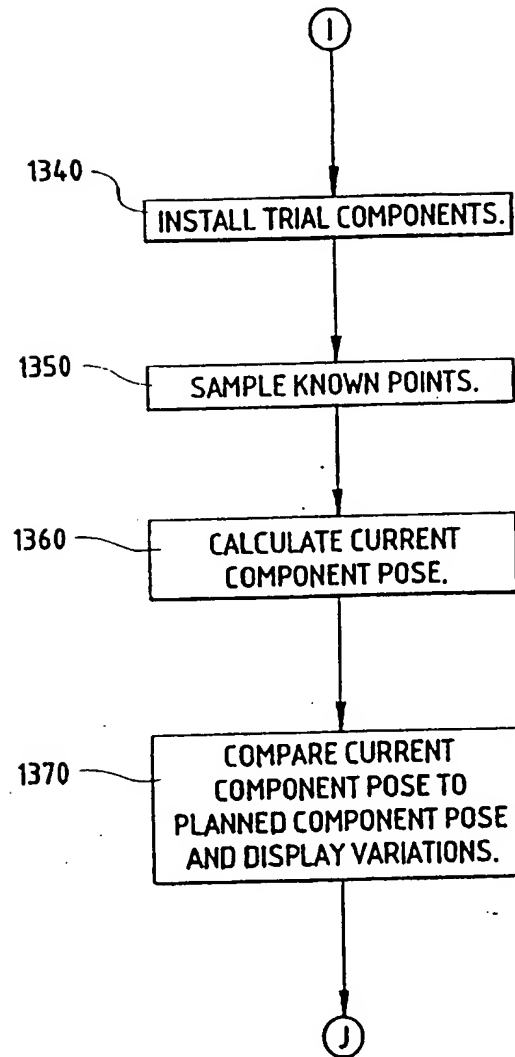 I
1340
INSTALL TRIAL COMPONENTS.
1350
SAMPLE KNOWN POINTS.
1360
CALCULATE CURRENT
COMPONENT POSE.
1370
COMPARE CURRENT
COMPONENT POSE TO
PLANNED COMPONENT POSE
AND DISPLAY VARIATIONS.
J